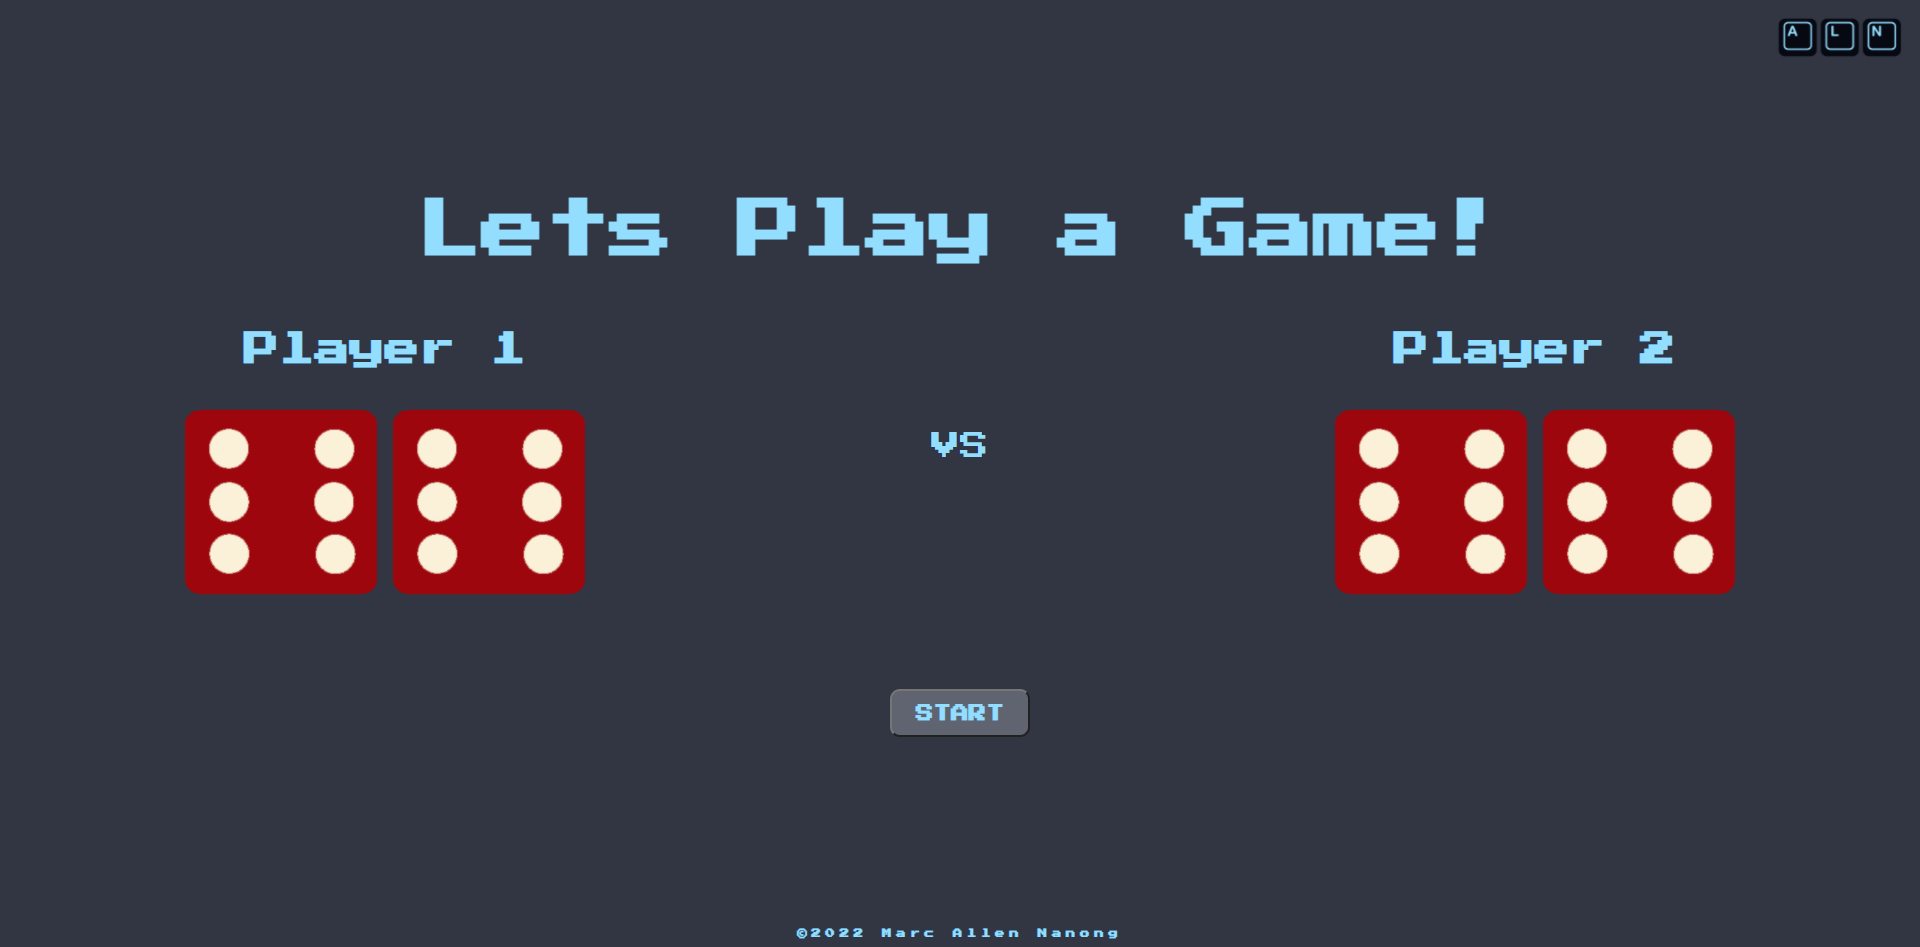 A L N
Lets Play a Game!
Player 1
Player 2
VS
START
©2022 Marc Allen Nanong